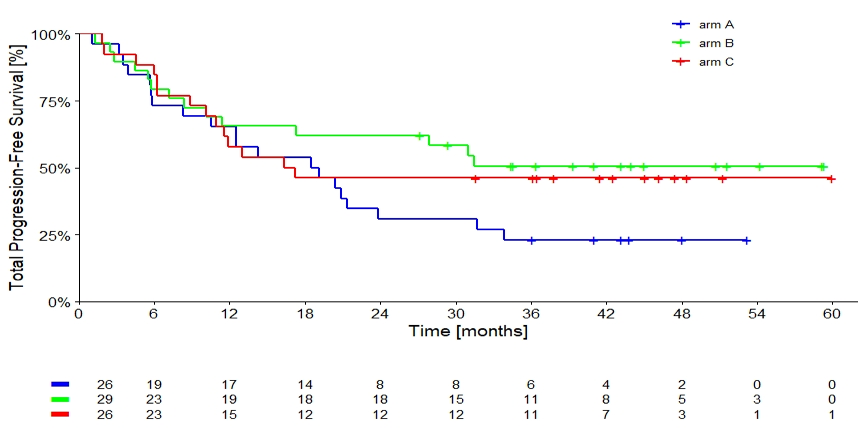 Total Progression-Free Survival [%]
100%
75%
50%
25%
0%
arm A
arm B
arm C
0 6 12 18 24 30 36 42 48 54 60
Time [months]
26 19 17 14 8 8 6 4 2 0 0
29 23 19 18 18 15 11 8 5 3 0
26 23 15 12 12 12 11 7 3 1 1